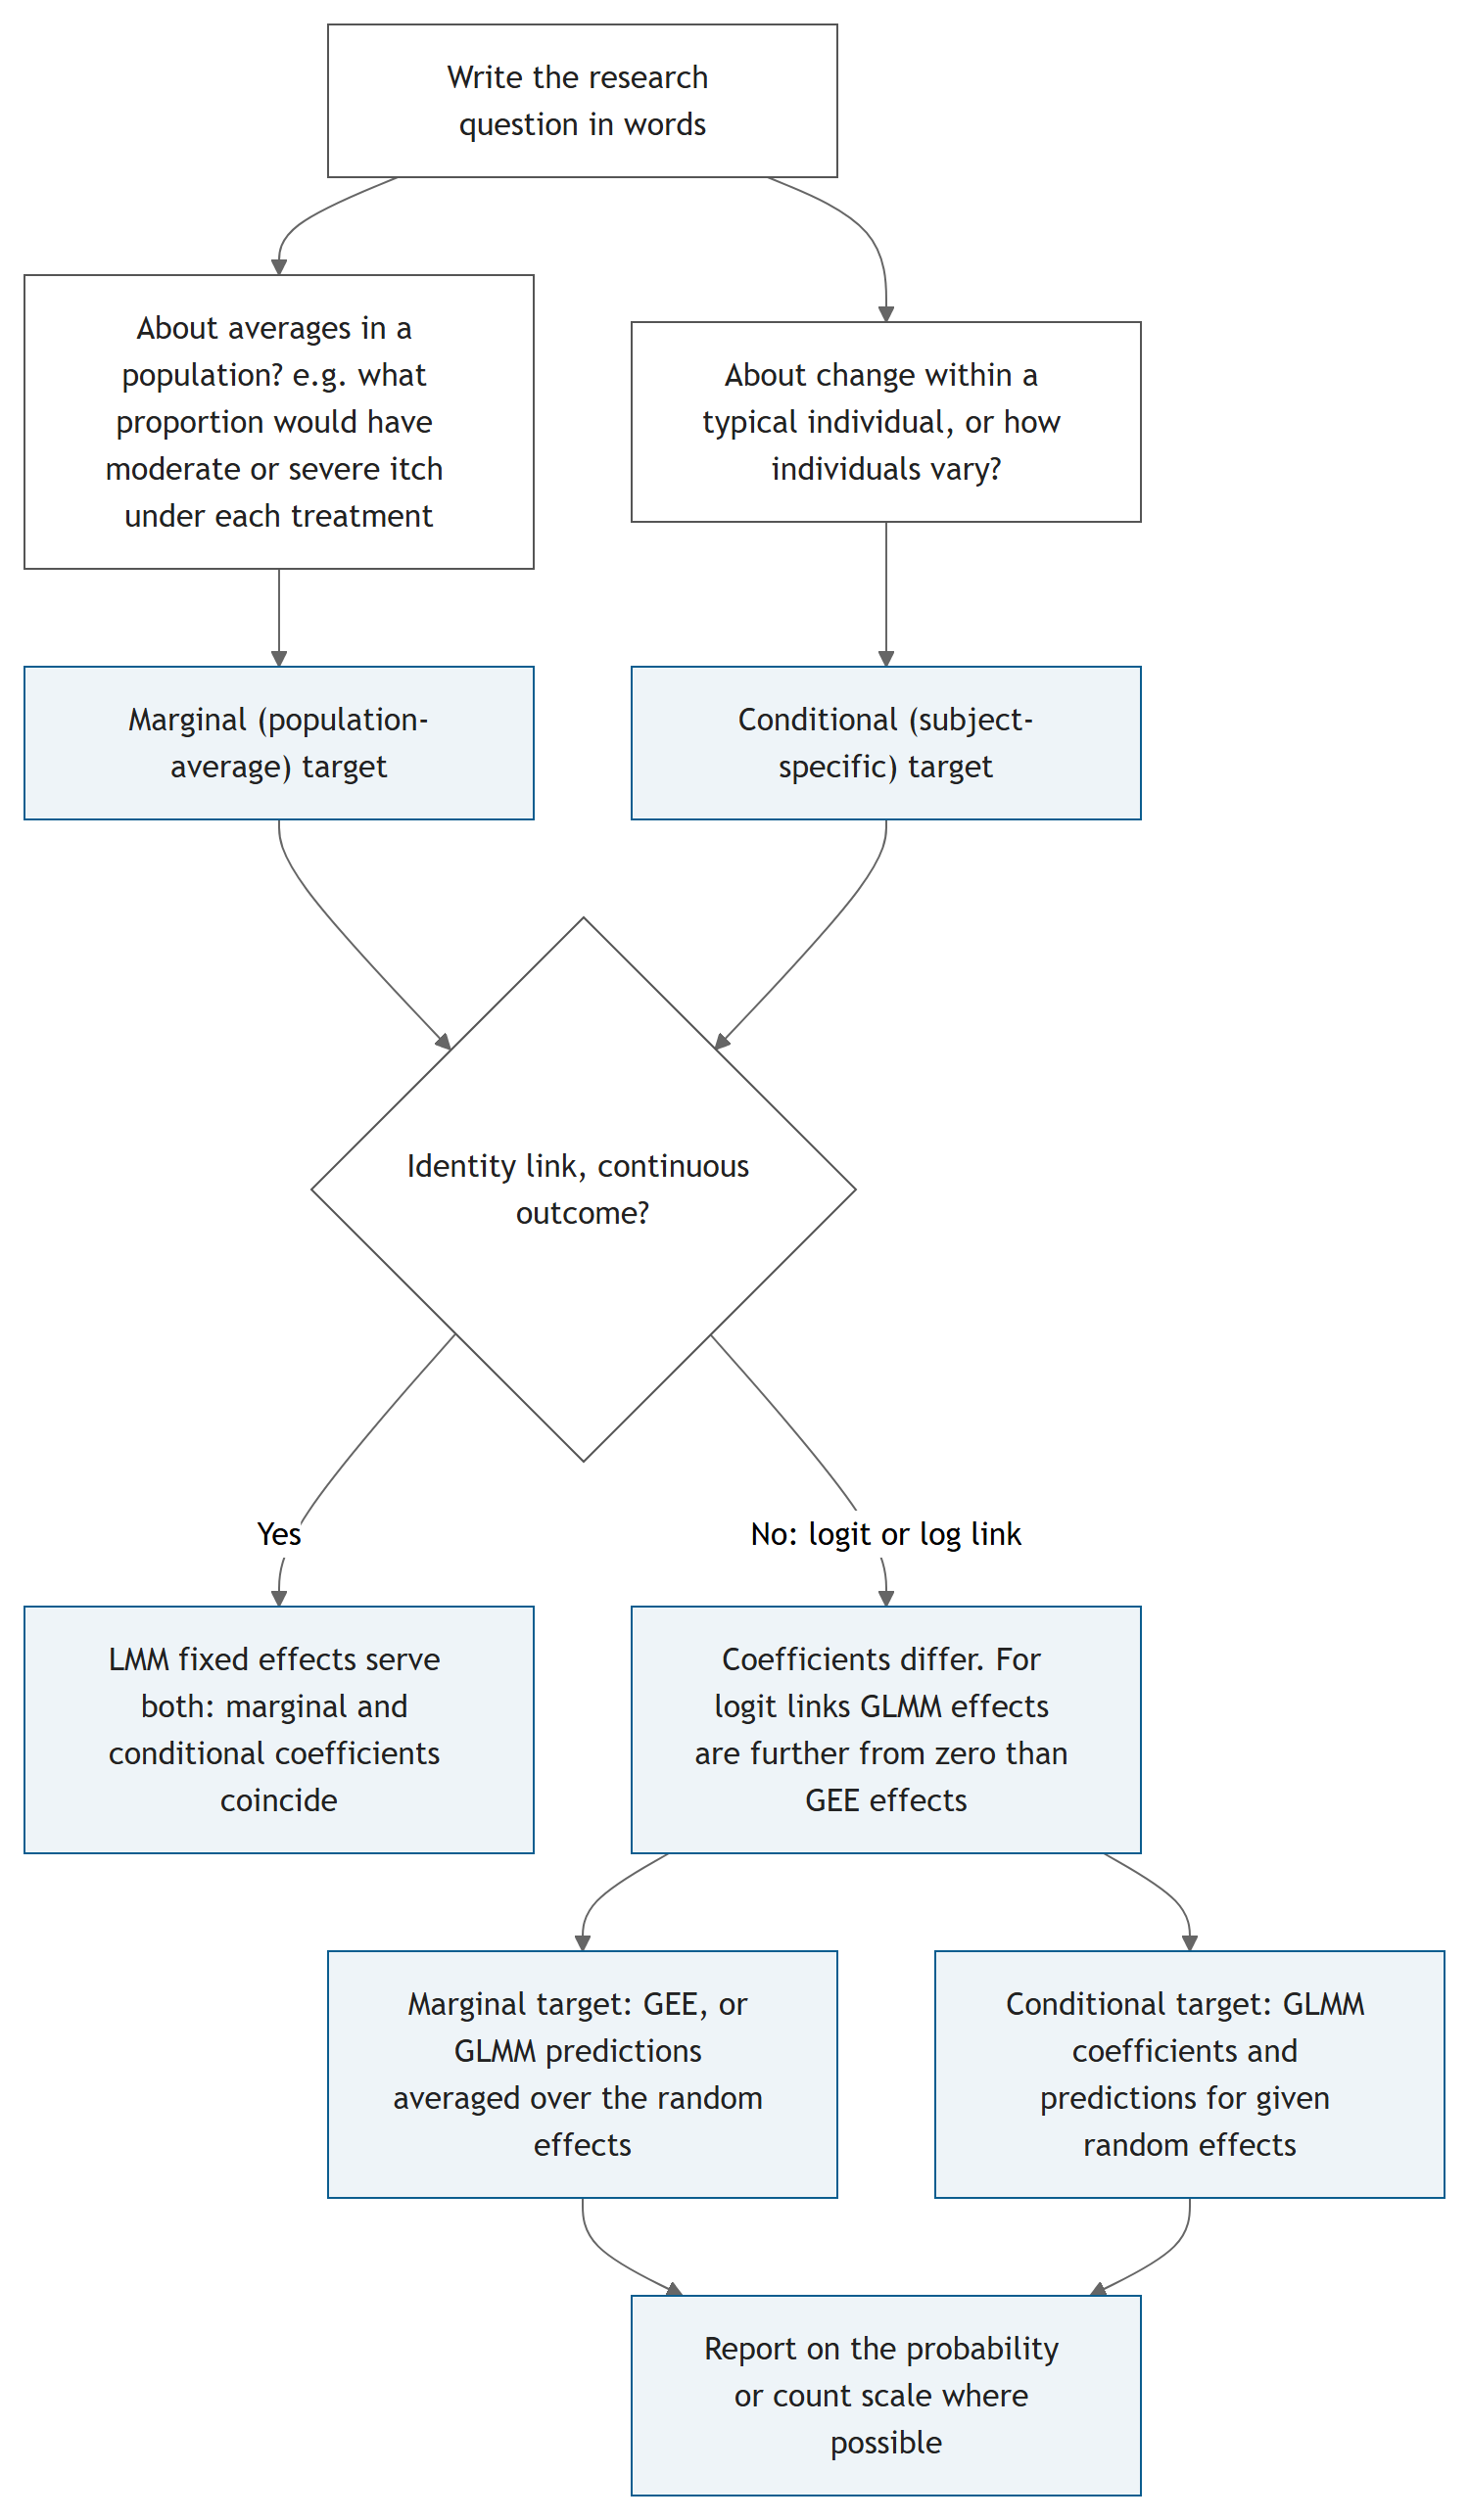 Write the research
question in words
About averages in a
population? e.g. what
proportion would have
moderate or severe itch
under each treatment
About change within a
typical individual, or how
individuals vary?
Marginal (population-
average) target
Conditional (subject-
specific) target
Identity link, continuous
outcome?
Yes
No: logit or log link
LMM fixed effects serve
both: marginal and
conditional coefficients
coincide
Coefficients differ. For
logit links GLMM effects
are further from zero than
GEE effects
Marginal target: GEE, or
GLMM predictions
averaged over the random
effects
Conditional target: GLMM
coefficients and
predictions for given
random effects
Report on the probability
or count scale where
possible